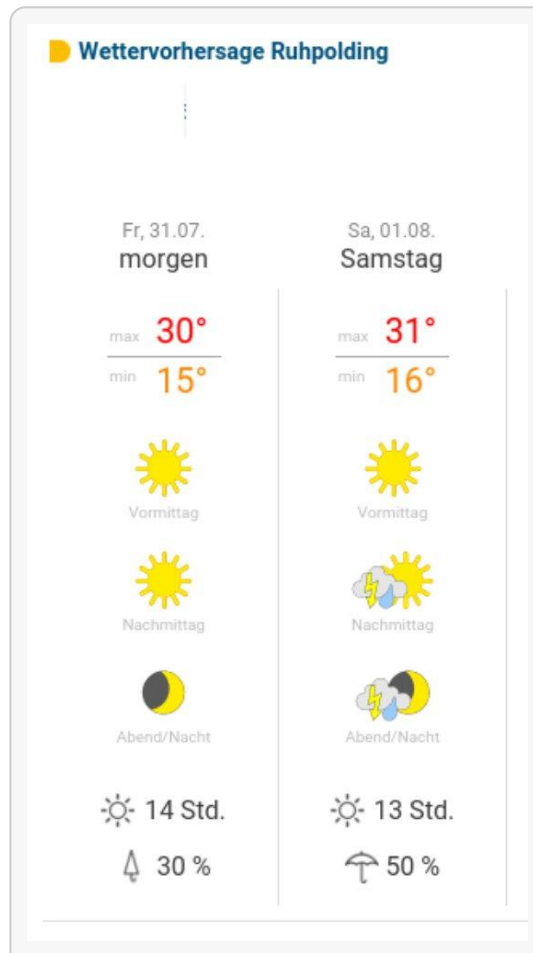 Wettervorhersage Ruhpolding
Fr, 31.07.
morgen
max 30°
min 15°
Vormittag
Nachmittag
Abend/Nacht
14 Std.
30 %
Sa, 01.08.
Samstag
max 31°
min 16°
Vormittag
Nachmittag
Abend/Nacht
13 Std.
50 %